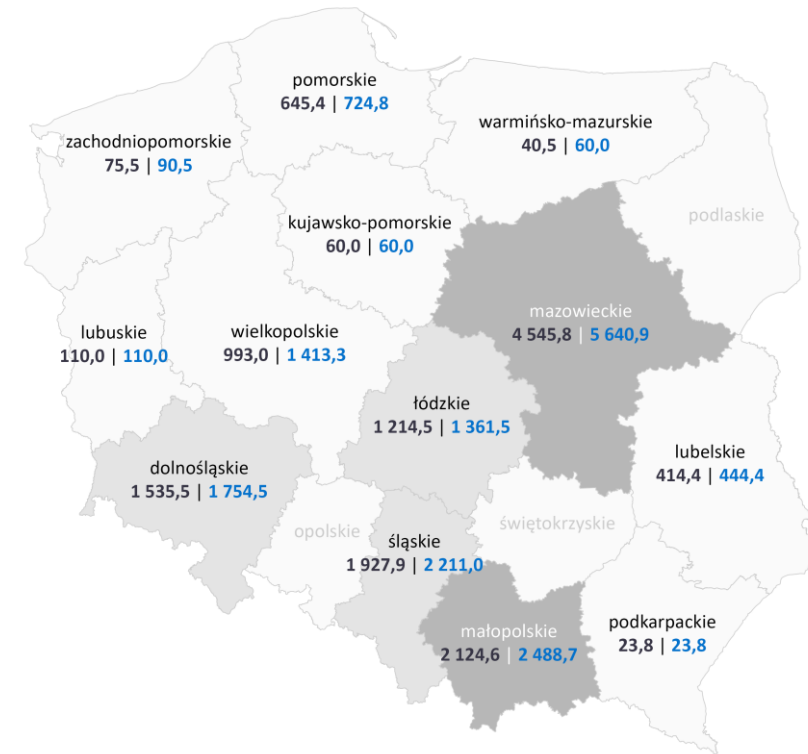 pomorskie
645,4 | 724,8
warmińsko-mazurskie
40,5 | 60,0
zachodniopomorskie
75,5 | 90,5
podlaskie
kujawsko-pomorskie
60,0 | 60,0
mazowieckie
4 545,8 | 5 640,9
lubuskie
110,0 | 110,0
wielkopolskie
993,0 | 1 413,3
łódzkie
1 214,5 | 1 361,5
lubelskie
414,4 | 444,4
dolnośląskie
1 535,5 | 1 754,5
opolskie
świętokrzyskie
śląskie
1 927,9 | 2 211,0
podkarpackie
23,8 | 23,8
małopolskie
2 124,6 | 2 488,7